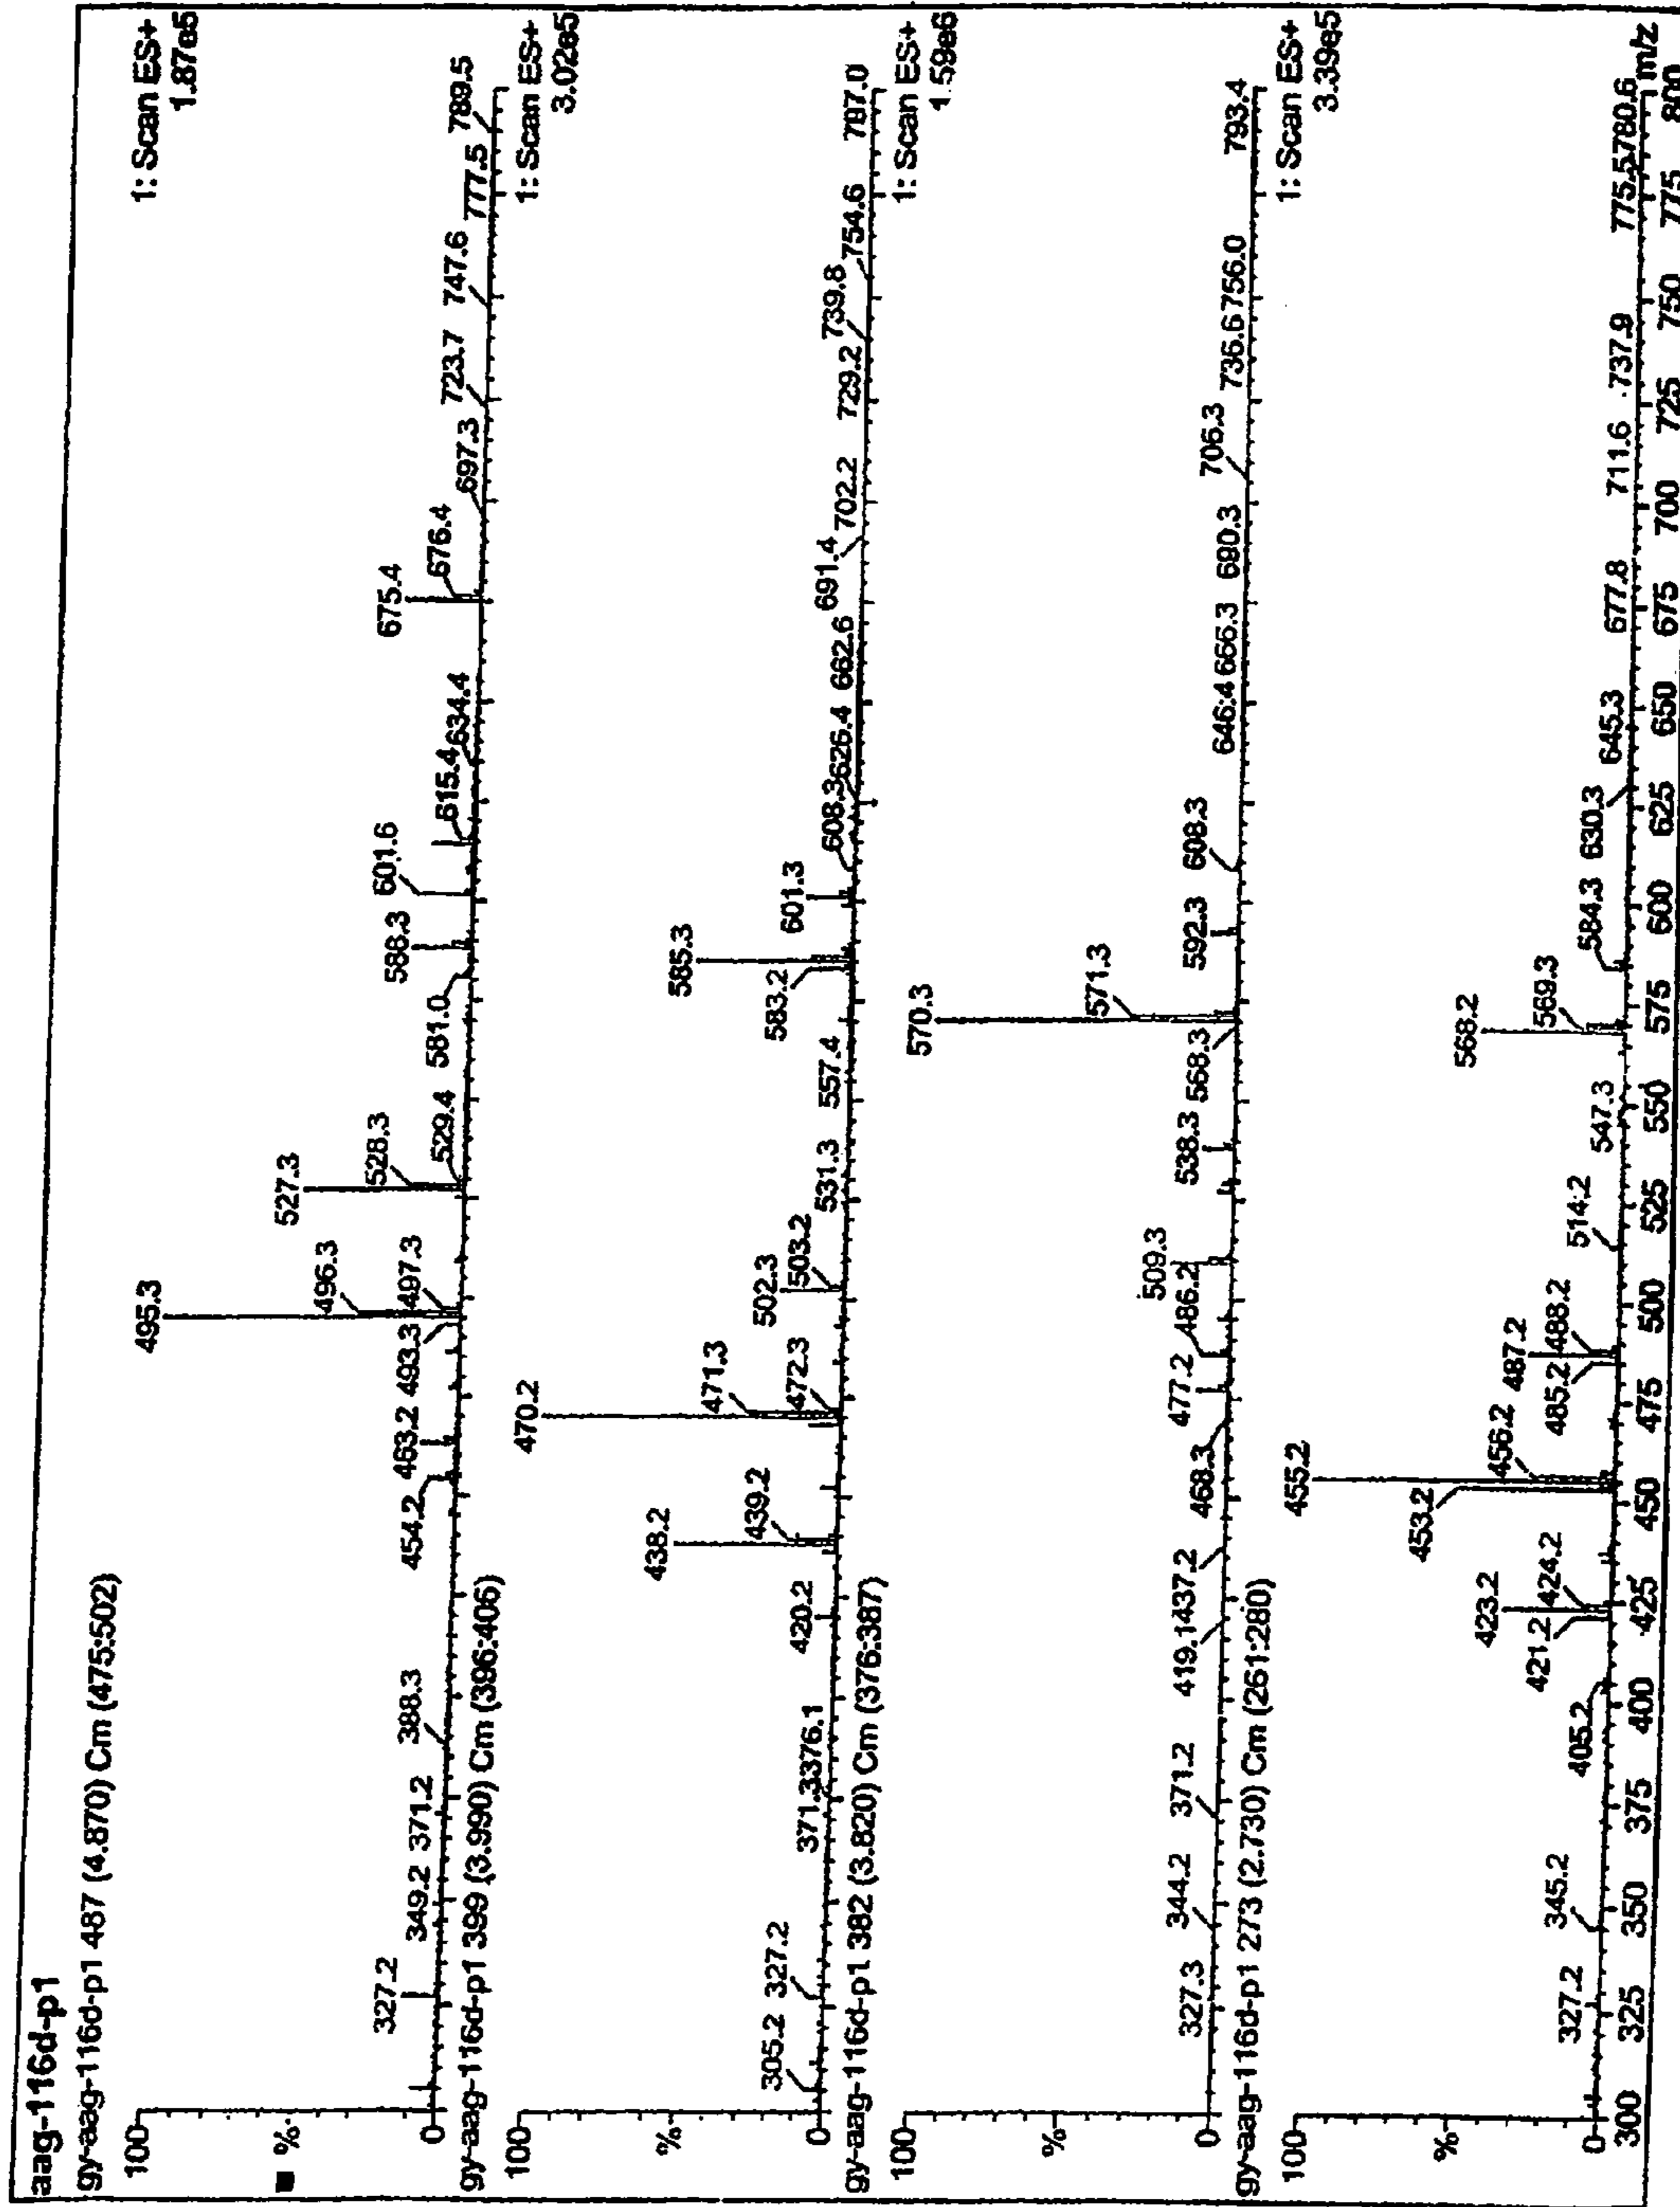 aag-116d-p1
gy-aag-116d-p1 487 (4.870) Cm (475:502)
1: Scan ES+
1.87e5
100
%
0
327.2 349.2 371.2 388.3 454.2 463.2 493.3 495.3 496.3 497.3 527.3 528.3 529.4 581.0 588.3 601.6 615.4 634.4 675.4 676.4 697.3 723.7 747.6 777.5 789.5
gy-aag-116d-p1 399 (3.990) Cm (396:406)
1: Scan ES+
3.02e5
100
%
0
305.2 327.2 371.3 376.1 420.2 438.2 439.2 470.2 471.3 472.3 502.3 503.2 531.3 557.4 583.2 585.3 601.3 608.3 626.4 662.6 691.4 702.2 729.2 739.8 754.6 797.0
gy-aag-116d-p1 382 (3.820) Cm (376:387)
1: Scan ES+
1.59e6
100
%
0
327.3 344.2 371.2 419.1 437.2 468.3 477.2 486.2 509.3 538.3 568.3 570.3 571.3 592.3 608.3 646.4 666.3 706.3 736.6 756.0 793.4
gy-aag-116d-p1 273 (2.730) Cm (261:280)
1: Scan ES+
3.39e5
100
%
0
327.2 345.2 405.2 421.2 423.2 424.2 453.2 455.2 456.2 485.2 487.2 488.2 514.2 547.3 568.2 569.3 584.3 630.3 645.3 677.8 711.6 737.9 775.5 780.6
300 325 350 375 400 425 450 475 500 525 550 575 600 625 650 675 700 725 750 775 800 m/z